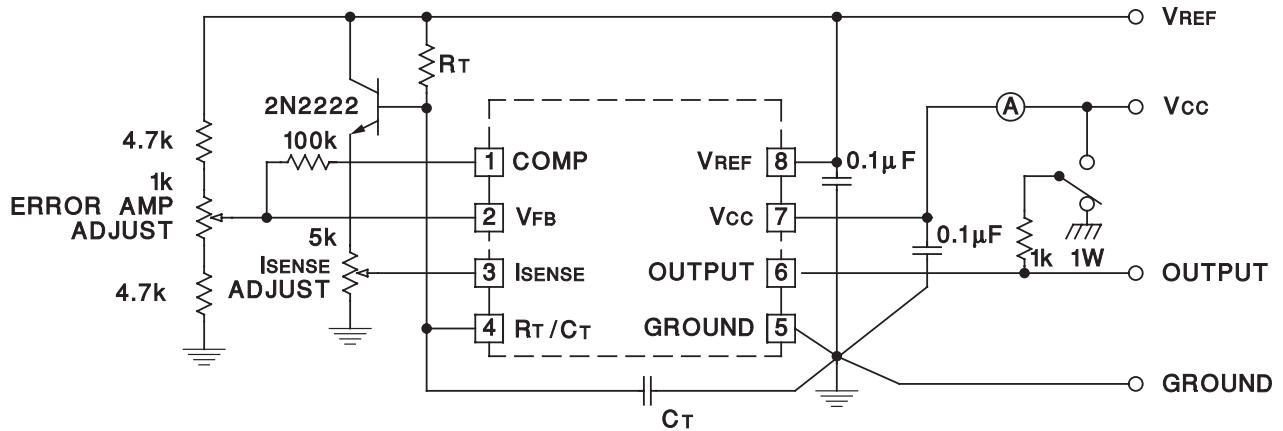 VREF
RT
2N2222
4.7k
100k
1 COMP
VREF 8
0.1μF
A
VCC
1k
ERROR AMP
ADJUST
2 VFB
VCC 7
5k
ISENSE
ADJUST
3 ISENSE
OUTPUT 6
0.1μF
1k 1W
OUTPUT
4.7k
4 RT/CT
GROUND 5
CT
GROUND